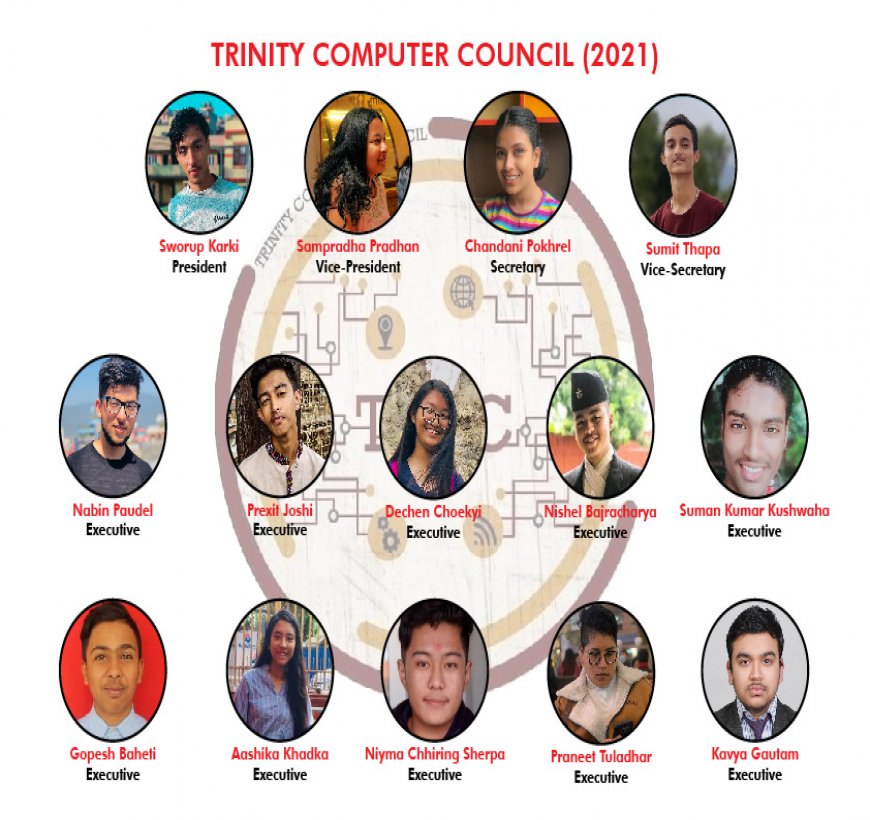 TRINITY COMPUTER COUNCIL (2021)
TRINITY CO
CIL
Sworup Karki
President
Sampradha Pradhan
Vice-President
Chandani Pokhrel
Secretary
Sumit Thapa
Vice-Secretary
T C
Nabin Paudel
Executive
Prexit Joshi
Executive
Dechen Choekyi
Executive
Nishel Bajracharya
Executive
Suman Kumar Kushwaha
Executive
Gopesh Baheti
Executive
Aashika Khadka
Executive
Niyma Chhiring Sherpa
Executive
Praneet Tuladhar
Executive
Kavya Gautam
Executive